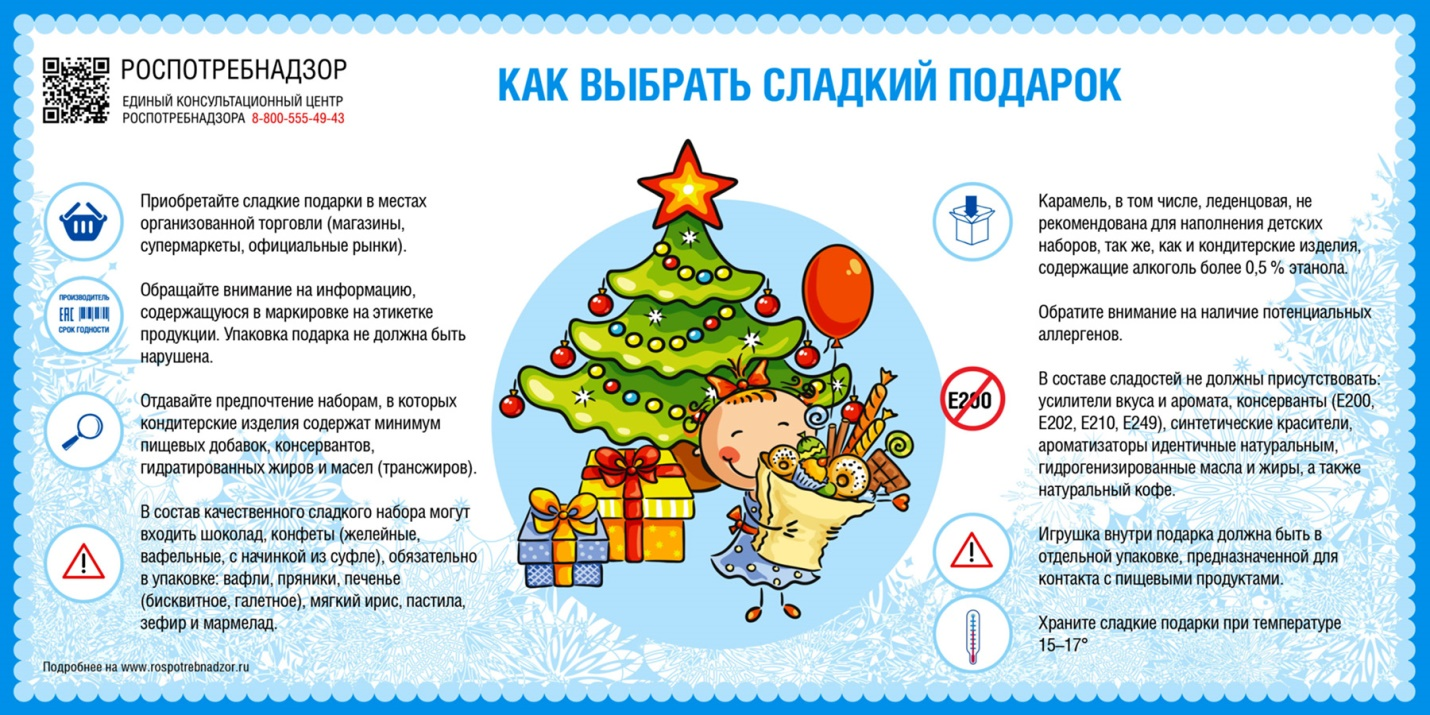 РОСПОТРЕБНАДЗОР
ЕДИНЫЙ КОНСУЛЬТАЦИОННЫЙ ЦЕНТР
РОСПОТРЕБНАДЗОРА 8-800-555-49-43
КАК ВЫБРАТЬ СЛАДКИЙ ПОДАРОК
Приобретайте сладкие подарки в местах
организованной торговли (магазины,
супермаркеты, официальные рынки).
ПРОИЗВОДИТЕЛЬ
ЕАС
СРОК ГОДНОСТИ
Обращайте внимание на информацию,
содержащуюся в маркировке на этикетке
продукции. Упаковка подарка не должна быть
нарушена.
Отдавайте предпочтение наборам, в которых
кондитерские изделия содержат минимум
пищевых добавок, консервантов,
гидратированных жиров и масел (трансжиров).
В состав качественного сладкого набора могут
входить шоколад, конфеты (желейные,
вафельные, с начинкой из суфле), обязательно
в упаковке: вафли, пряники, печенье
(бисквитное, галетное), мягкий ирис, пастила,
зефир и мармелад.
Подробнее на www.rospotrebnadzor.ru
Карамель, в том числе, леденцовая, не
рекомендована для наполнения детских
наборов, так же, как и кондитерские изделия,
содержащие алкоголь более 0,5 % этанола.
Обратите внимание на наличие потенциальных
аллергенов.
Е200
В составе сладостей не должны присутствовать:
усилители вкуса и аромата, консерванты (Е200,
Е202, Е210, Е249), синтетические красители,
ароматизаторы идентичные натуральным,
гидрогенизированные масла и жиры, а также
натуральный кофе.
Игрушка внутри подарка должна быть в
отдельной упаковке, предназначенной для
контакта с пищевыми продуктами.
Храните сладкие подарки при температуре
15–17°